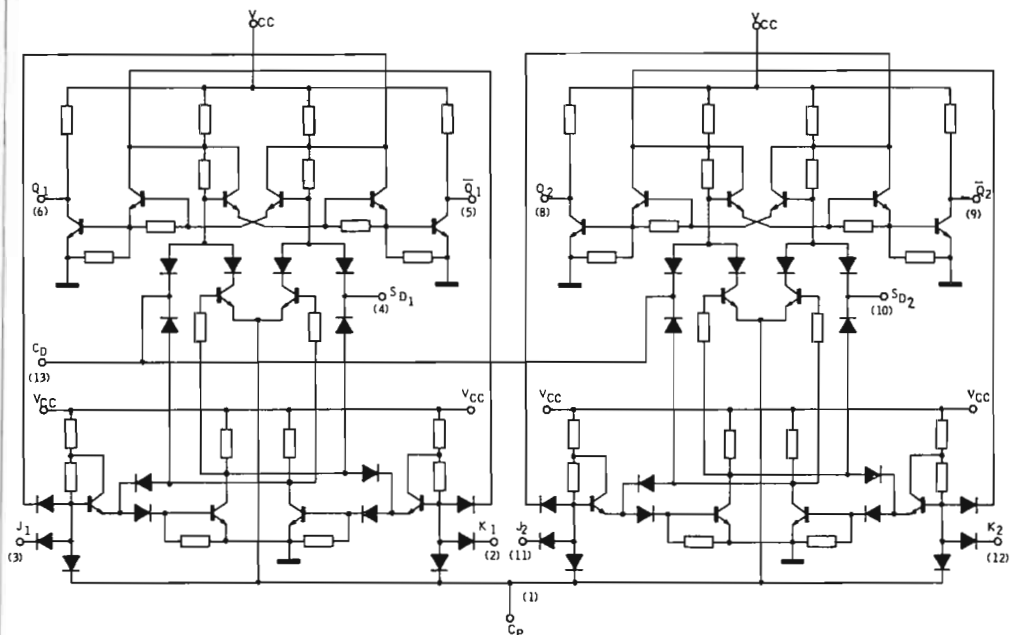 VCC VCC
Q1 Q̅1 Q2 Q̅2
(6) (5) (8) (9)
SD1 SD2
(4) (10)
CD
(13)
VCC VCC VCC VCC
J1 K1 J2 K2
(3) (2) (11) (12)
(1)
CP